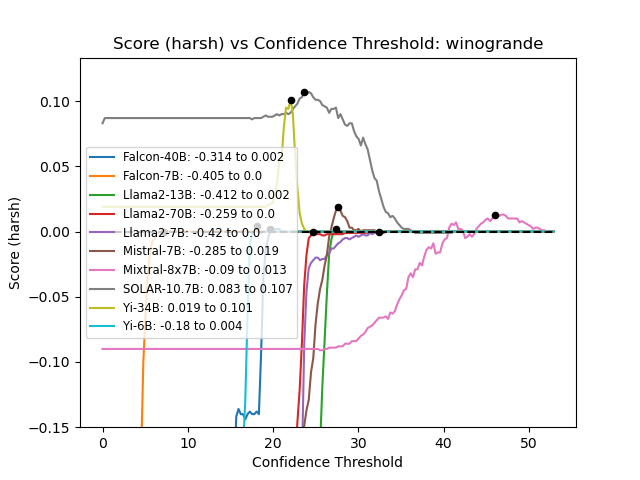 Score (harsh) vs Confidence Threshold: winogrande
Score (harsh)
0.10
0.05
0.00
−0.05
−0.10
−0.15
Falcon-40B: -0.314 to 0.002
Falcon-7B: -0.405 to 0.0
Llama2-13B: -0.412 to 0.002
Llama2-70B: -0.259 to 0.0
Llama2-7B: -0.42 to 0.0
Mistral-7B: -0.285 to 0.019
Mixtral-8x7B: -0.09 to 0.013
SOLAR-10.7B: 0.083 to 0.107
Yi-34B: 0.019 to 0.101
Yi-6B: -0.18 to 0.004
0 10 20 30 40 50
Confidence Threshold